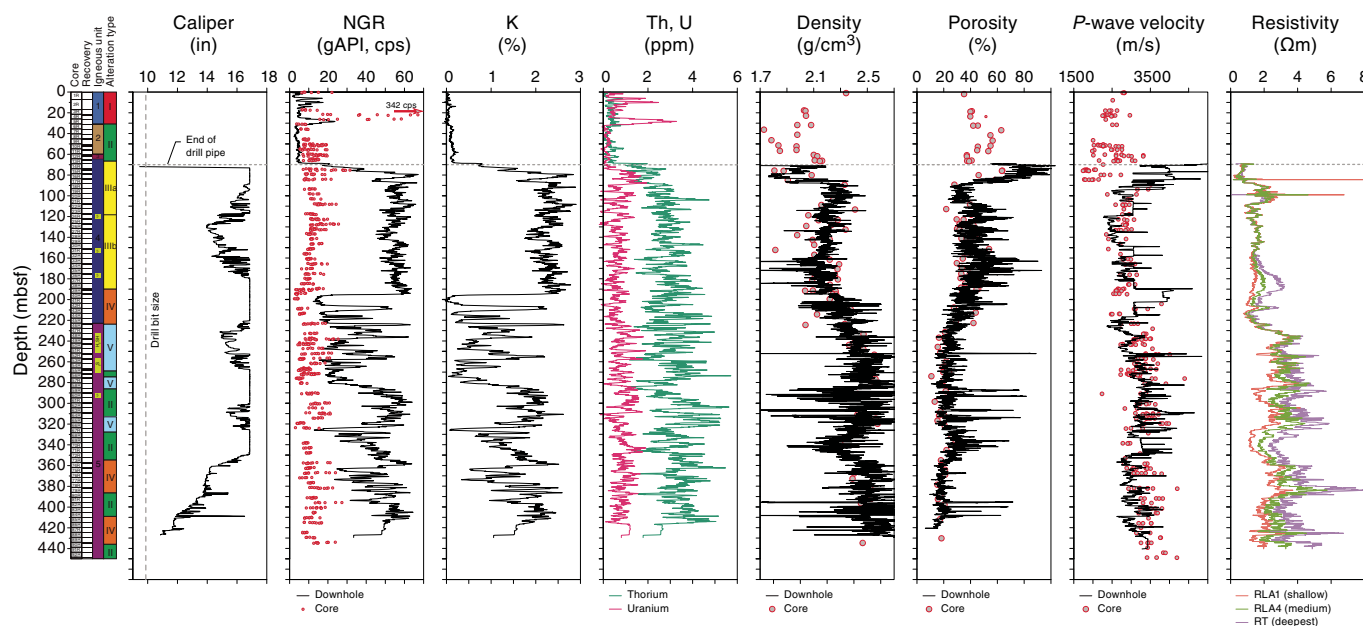 Caliper
(in)
NGR
(gAPI, cps)
K
(%)
Th, U
(ppm)
Density
(g/cm³)
Porosity
(%)
P-wave velocity
(m/s)
Resistivity
(Ωm)
Core
Recovery
Igneous unit
Alteration type
10 12 14 16 18
0 20 40 60
0 1 2 3
0 2 4 6
1.7 2.1 2.5
0 20 40 60 80
1500 3500
0 2 4 6 8
342 cps
End of
drill pipe
Drill bit size
Depth (mbsf)
0
20
40
60
80
100
120
140
160
180
200
220
240
260
280
300
320
340
360
380
400
420
440
1
2
4
5
I
II
IIIa
IIIb
IV
V
V
II
V
II
IV
II
IV
II
Downhole
Core
Downhole
Thorium
Uranium
Downhole
Core
Downhole
Core
Downhole
Core
RLA1 (shallow)
RLA4 (medium)
RT (deepest)